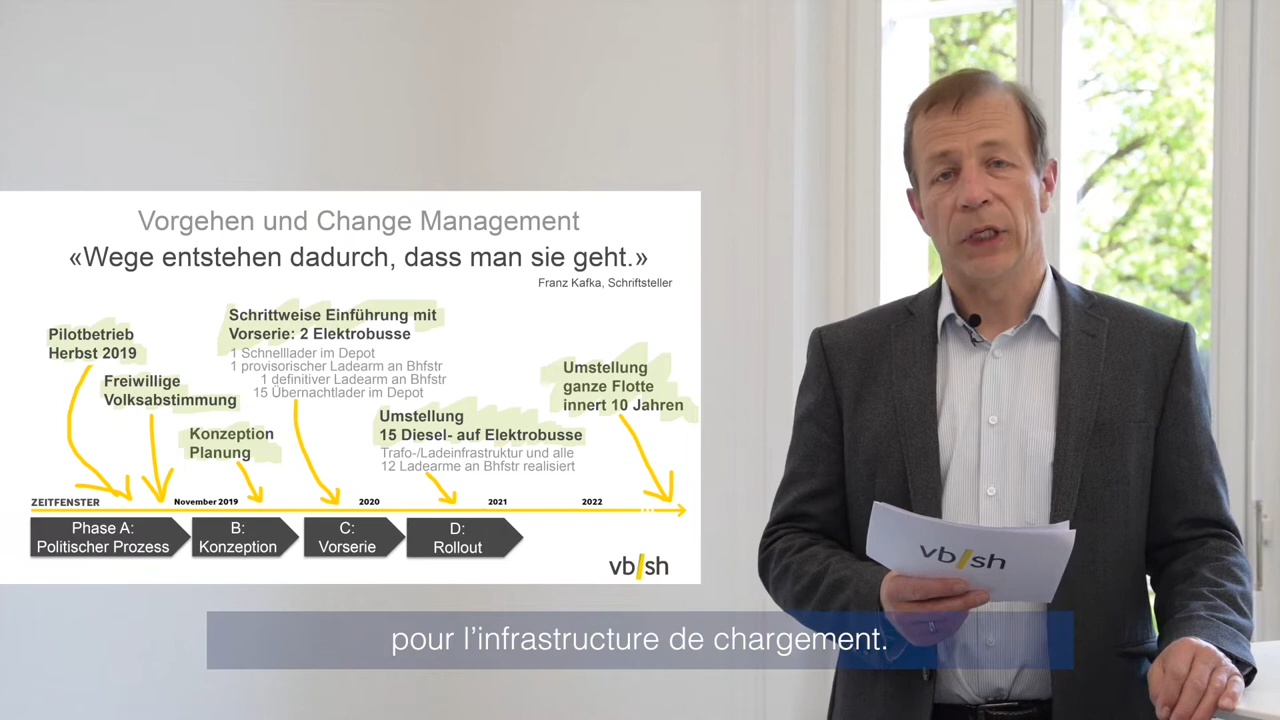 Vorgehen und Change Management
«Wege entstehen dadurch, dass man sie geht.»
Franz Kafka, Schriftsteller
Pilotbetrieb
Herbst 2019
Freiwillige
Volksabstimmung
Konzeption
Planung
Schrittweise Einführung mit
Vorserie: 2 Elektrobusse
1 Schnelllader im Depot
1 provisorischer Ladearm an Bhfstr
1 definitiver Ladearm an Bhfstr
15 Übernachtlader im Depot
Umstellung
15 Diesel- auf Elektrobusse
Trafo-/Ladeinfrastruktur und alle
12 Ladearme an Bhfstr realisiert
Umstellung
ganze Flotte
innert 10 Jahren
ZEITFENSTER
November 2019
2020
2021
2022
Phase A:
Politischer Prozess
B:
Konzeption
C:
Vorserie
D:
Rollout
vb/sh
vb/sh
pour l’infrastructure de chargement.